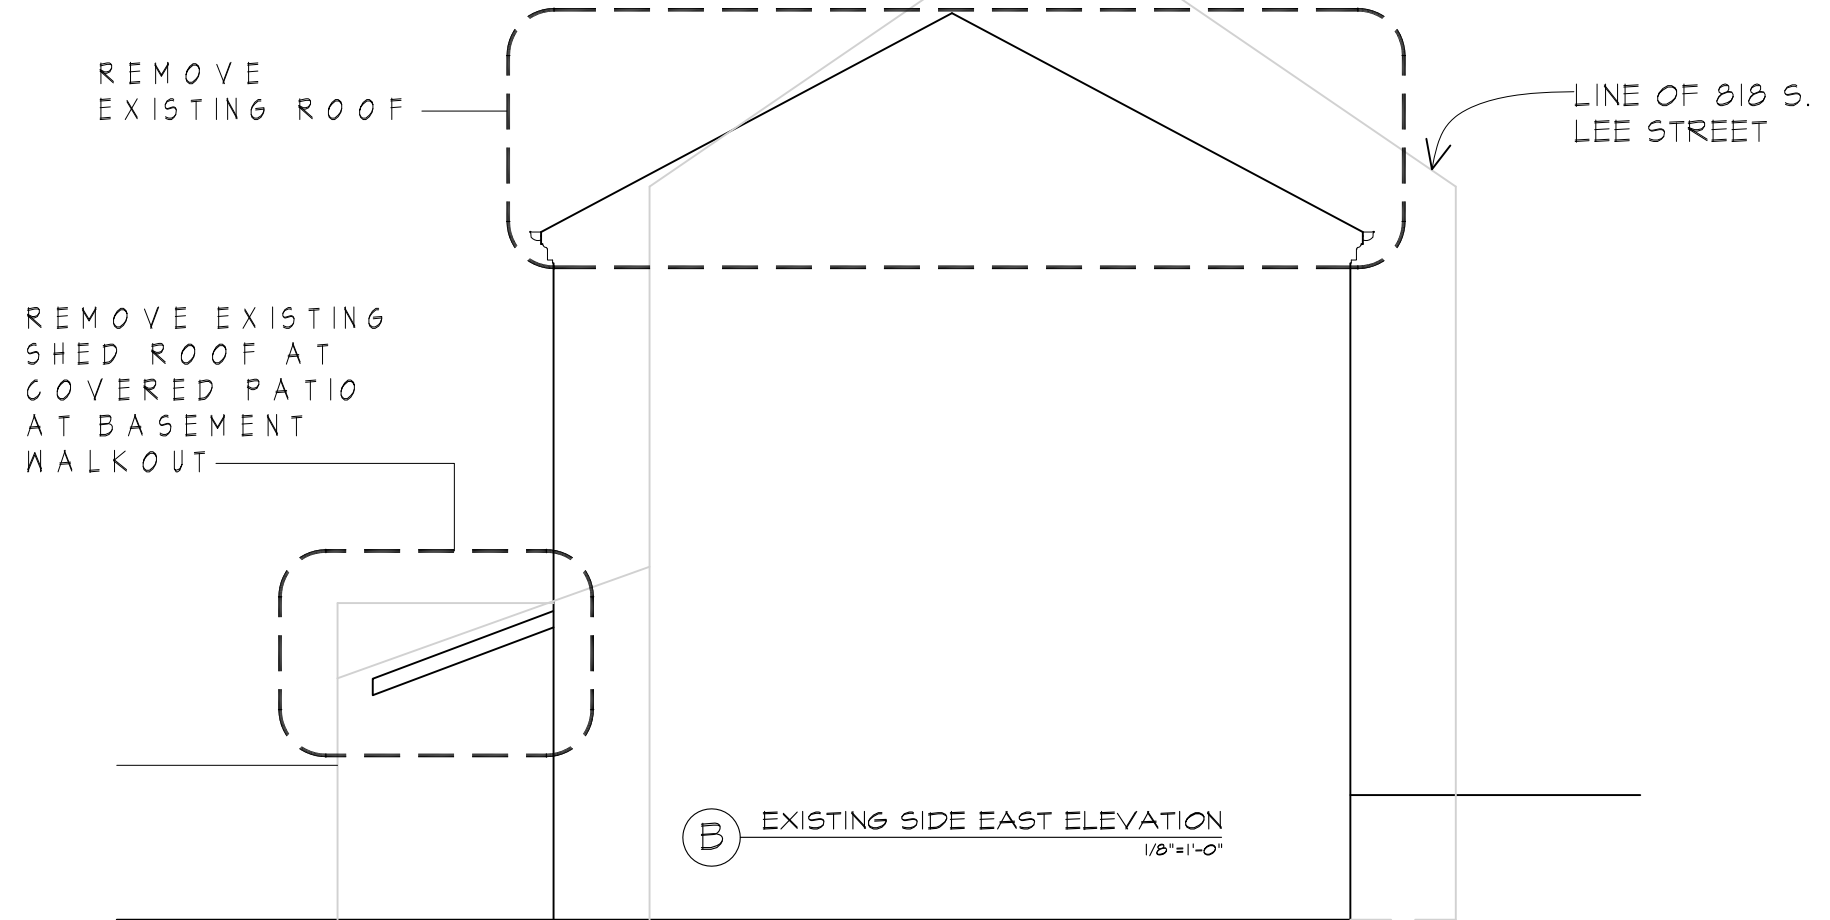 REMOVE
EXISTING ROOF
LINE OF 818 S.
LEE STREET
REMOVE EXISTING
SHED ROOF AT
COVERED PATIO
AT BASEMENT
WALKOUT
B
EXISTING SIDE EAST ELEVATION
1/8"=1'-0"